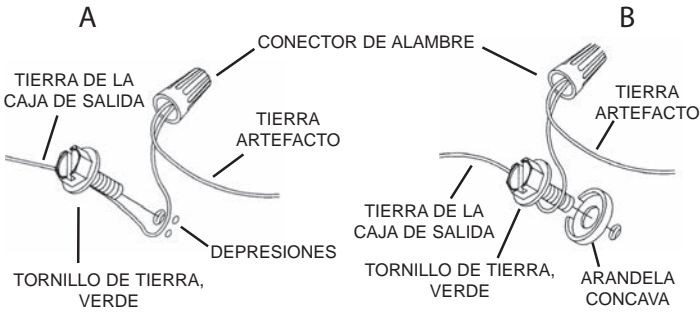 A
B
CONECTOR DE ALAMBRE
TIERRA DE LA
CAJA DE SALIDA
TIERRA
ARTEFACTO
DEPRESIONES
TORNILLO DE TIERRA,
VERDE
TIERRA
ARTEFACTO
TIERRA DE LA
CAJA DE SALIDA
TORNILLO DE TIERRA,
VERDE
ARANDELA
CONCAVA